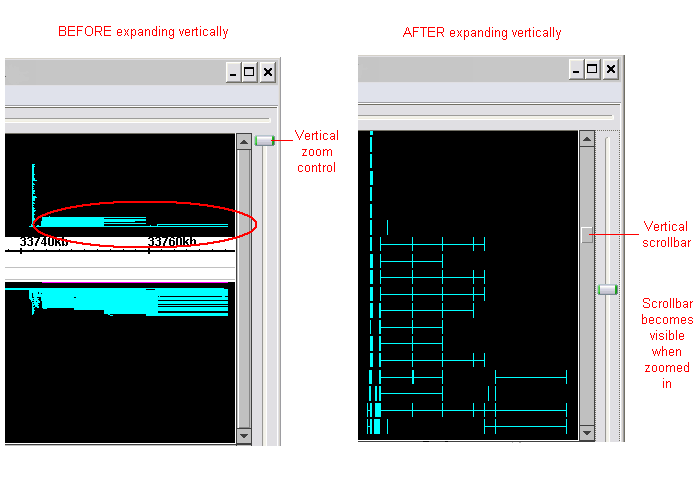 BEFORE expanding vertically
AFTER expanding vertically
Vertical
zoom
control
33740kb
33760kb
Vertical
scrollbar
Scrollbar
becomes
visible
when
zoomed
in